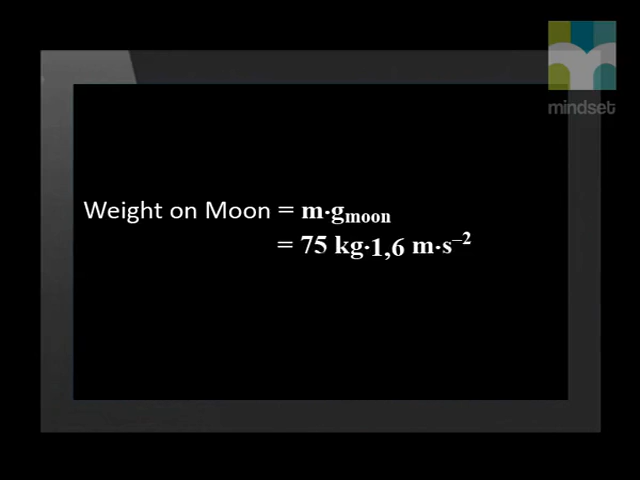 mindset
Weight on Moon = m·gmoon
= 75 kg·1,6 m·s–2